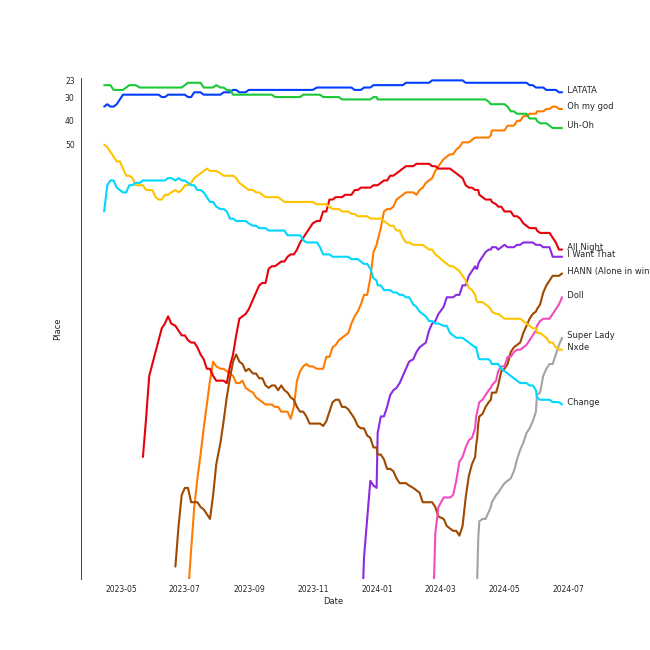 23
30
40
50
LATATA
Oh my god
Uh-Oh
All Night
I Want That
HANN (Alone in win
Doll
Super Lady
Nxde
Change
Place
2023-05
2023-07
2023-09
2023-11
2024-01
2024-03
2024-05
2024-07
Date